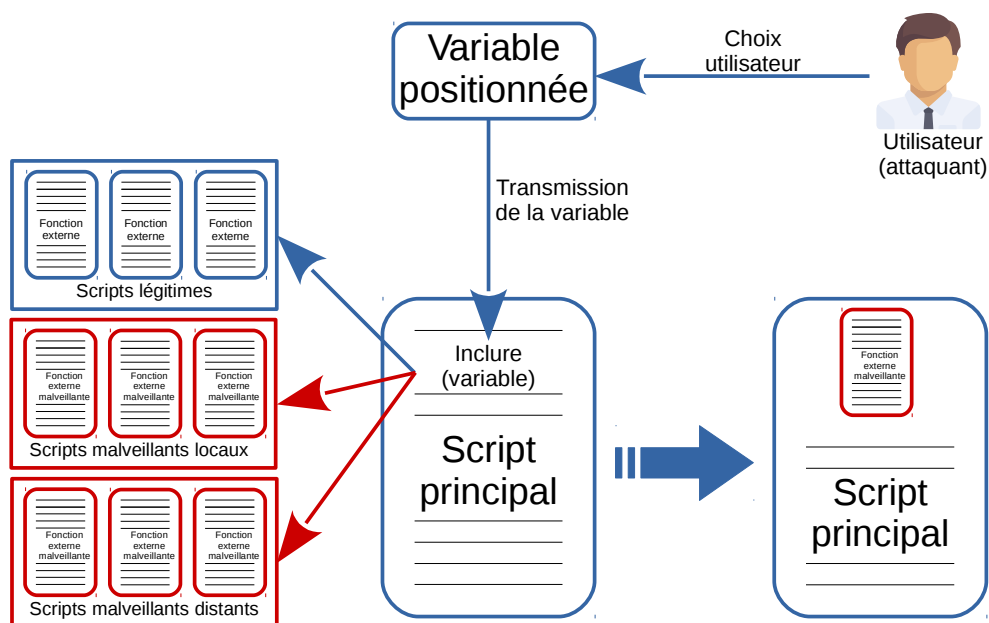 Variable
positionnée
Choix
utilisateur
Utilisateur
(attaquant)
Transmission
de la variable
Fonction
externe
Fonction
externe
Fonction
externe
Scripts légitimes
Fonction
externe
malveillante
Fonction
externe
malveillante
Fonction
externe
malveillante
Scripts malveillants locaux
Fonction
externe
malveillante
Fonction
externe
malveillante
Fonction
externe
malveillante
Scripts malveillants distants
Inclure
(variable)
Script
principal
Fonction
externe
malveillante
Script
principal